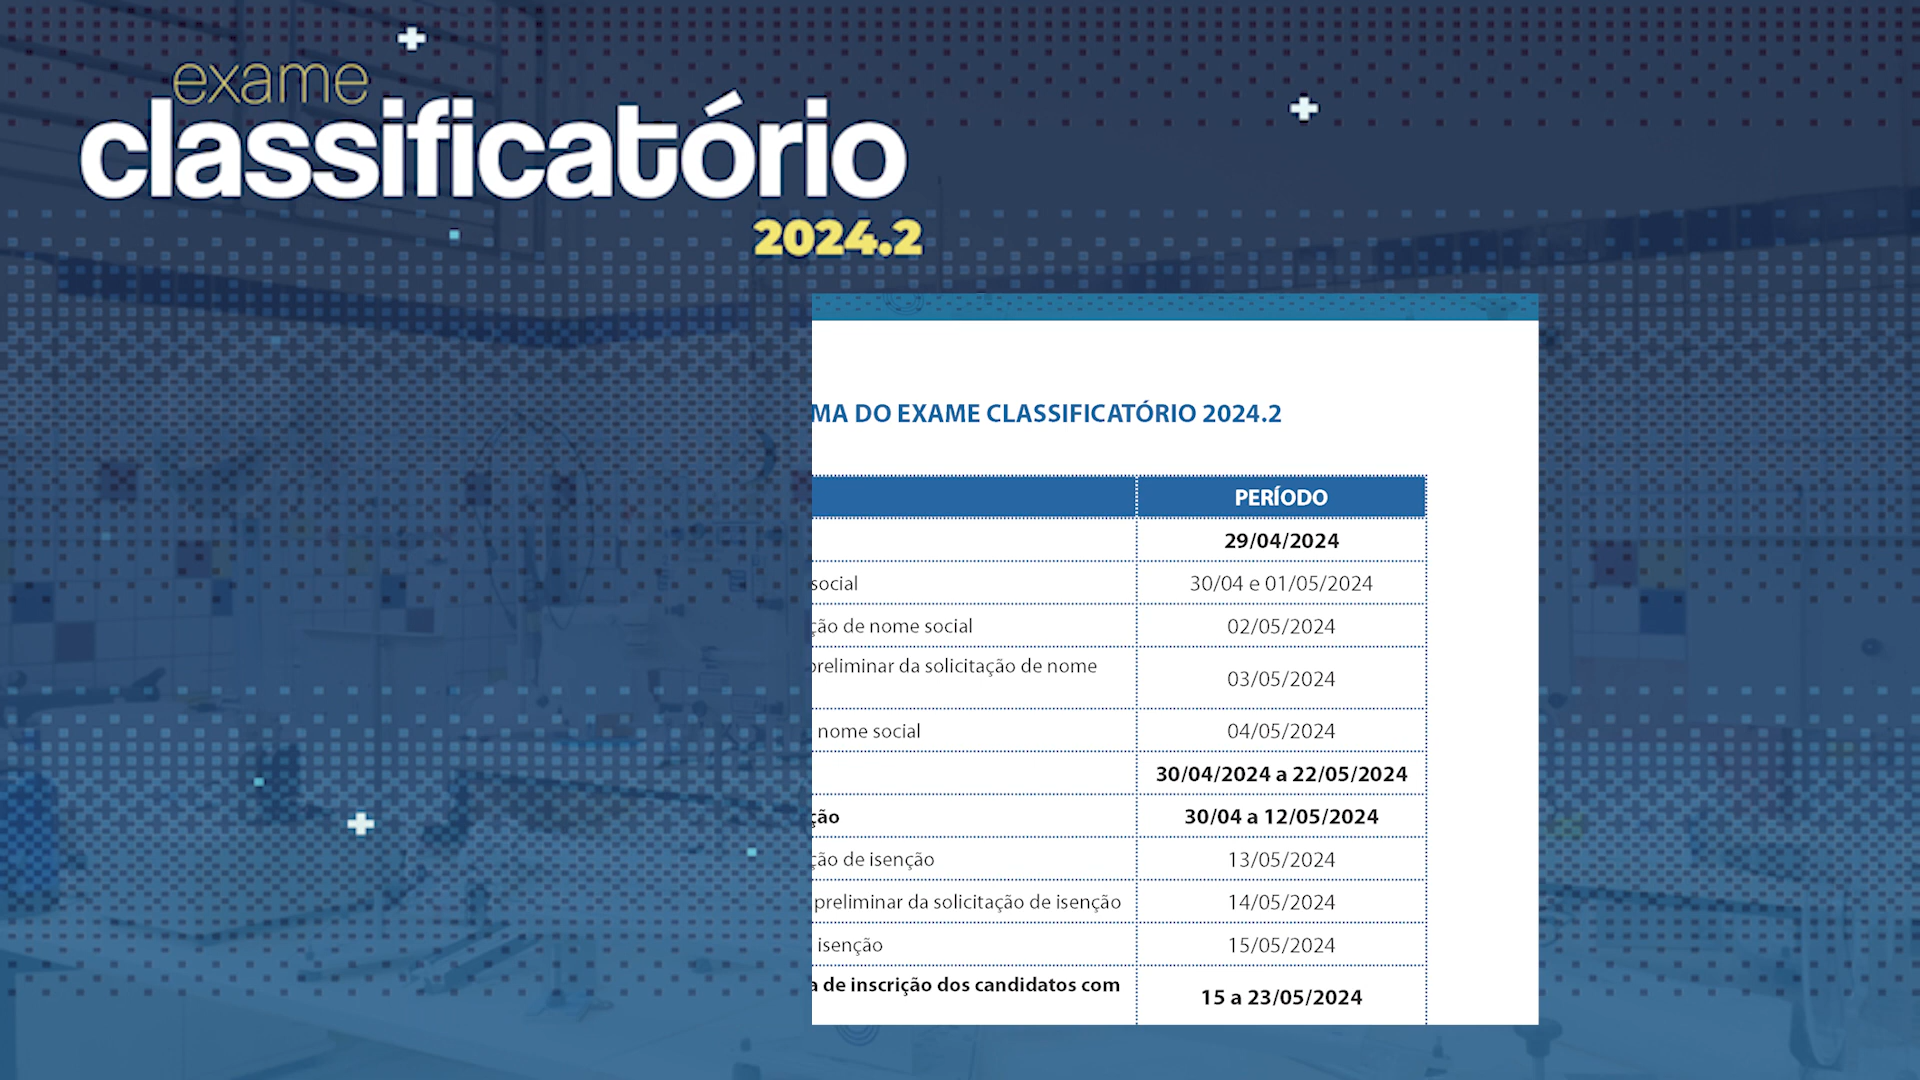 exame
classificatório
2024.2
MA DO EXAME CLASSIFICATÓRIO 2024.2
PERÍODO
29/04/2024
social 30/04 e 01/05/2024
ção de nome social 02/05/2024
preliminar da solicitação de nome
03/05/2024
nome social 04/05/2024
30/04/2024 a 22/05/2024
ção 30/04 a 12/05/2024
ção de isenção 13/05/2024
preliminar da solicitação de isenção 14/05/2024
isenção 15/05/2024
a de inscrição dos candidatos com
15 a 23/05/2024